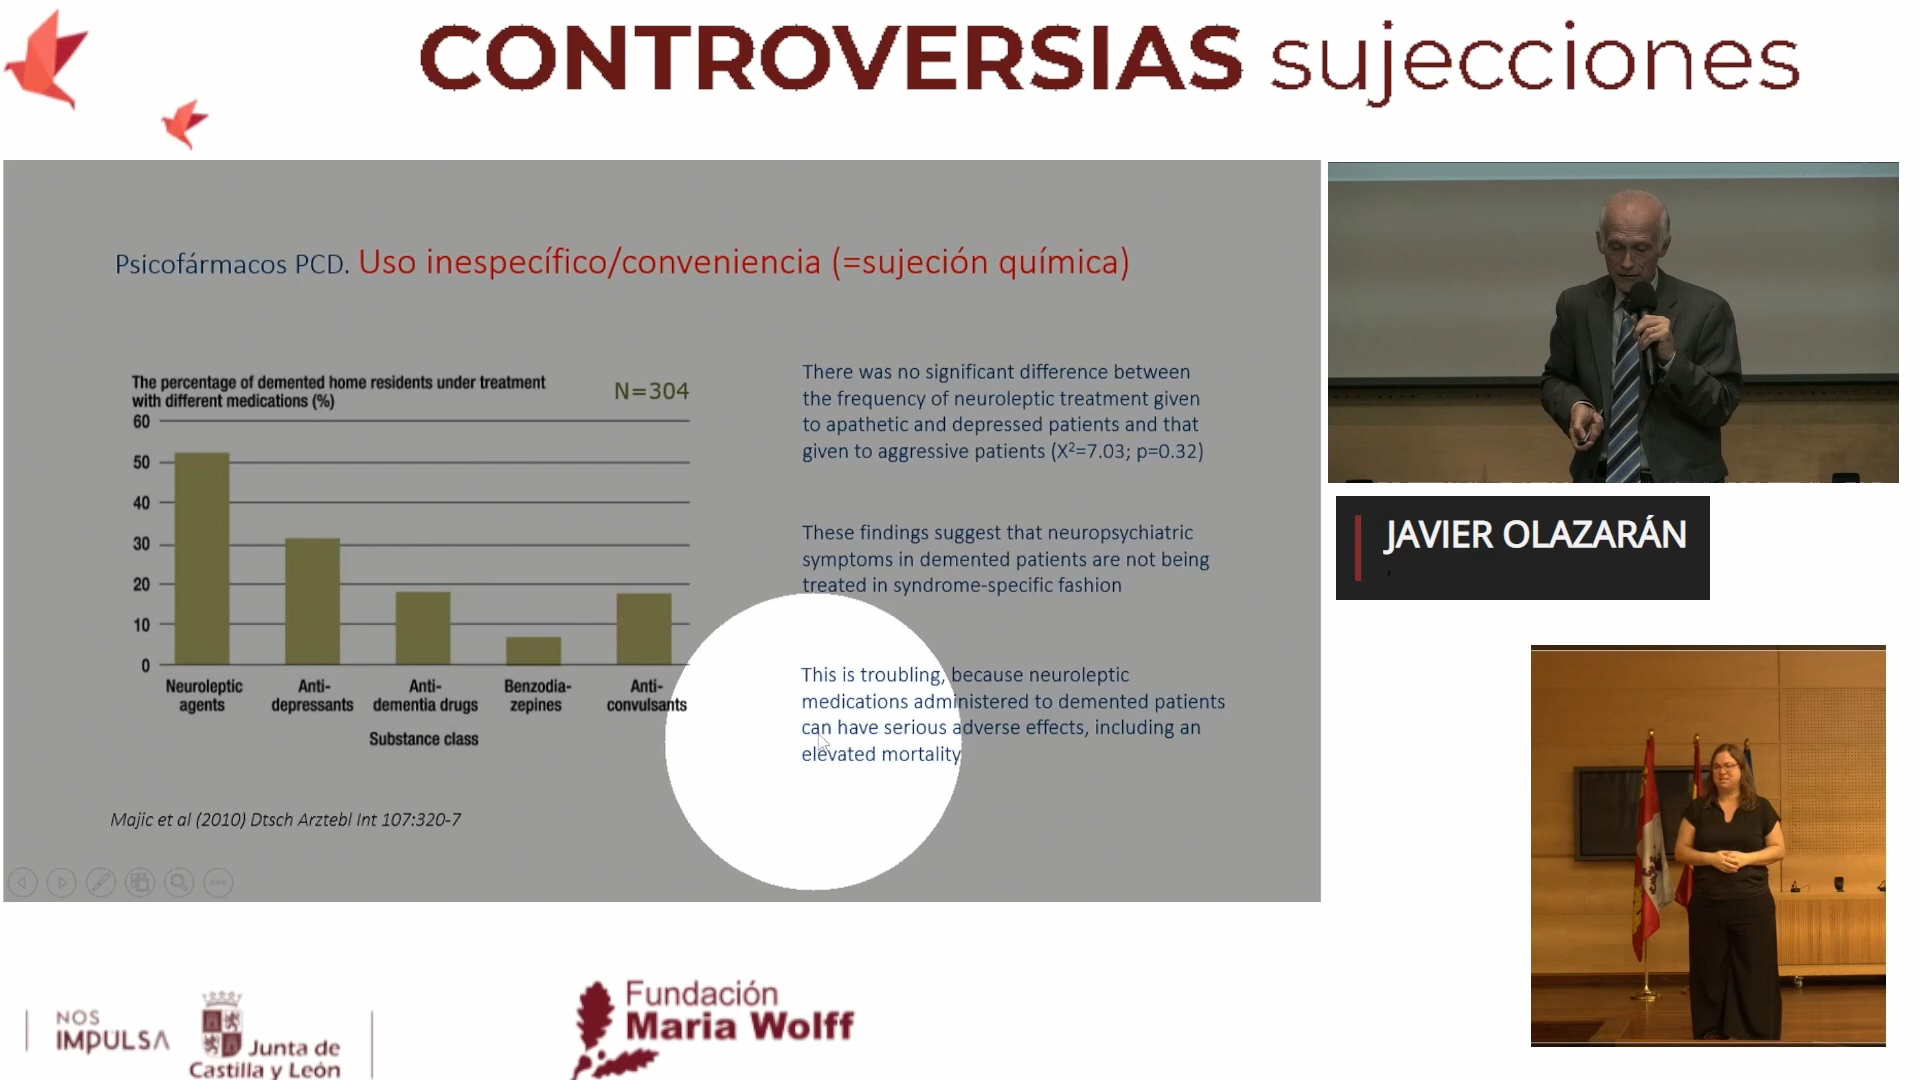 CONTROVERSIAS sujecciones
Psicofármacos PCD. Uso inespecífico/conveniencia (=sujeción química)
The percentage of demented home residents under treatment
with different medications (%)
N=304
60
50
40
30
20
10
0
Neuroleptic
agents
Anti-
depressants
Anti-
dementia drugs
Benzodia-
zepines
Anti-
convulsants
Substance class
Majic et al (2010) Dtsch Arztebl Int 107:320-7
There was no significant difference between
the frequency of neuroleptic treatment given
to apathetic and depressed patients and that
given to aggressive patients (X²=7.03; p=0.32)
These findings suggest that neuropsychiatric
symptoms in demented patients are not being
treated in syndrome-specific fashion
This is troubling, because neuroleptic
medications administered to demented patients
can have serious adverse effects, including an
elevated mortality
JAVIER OLAZARÁN
,
NOS
IMPULSA
Junta de
Castilla y León
Fundación
Maria Wolff